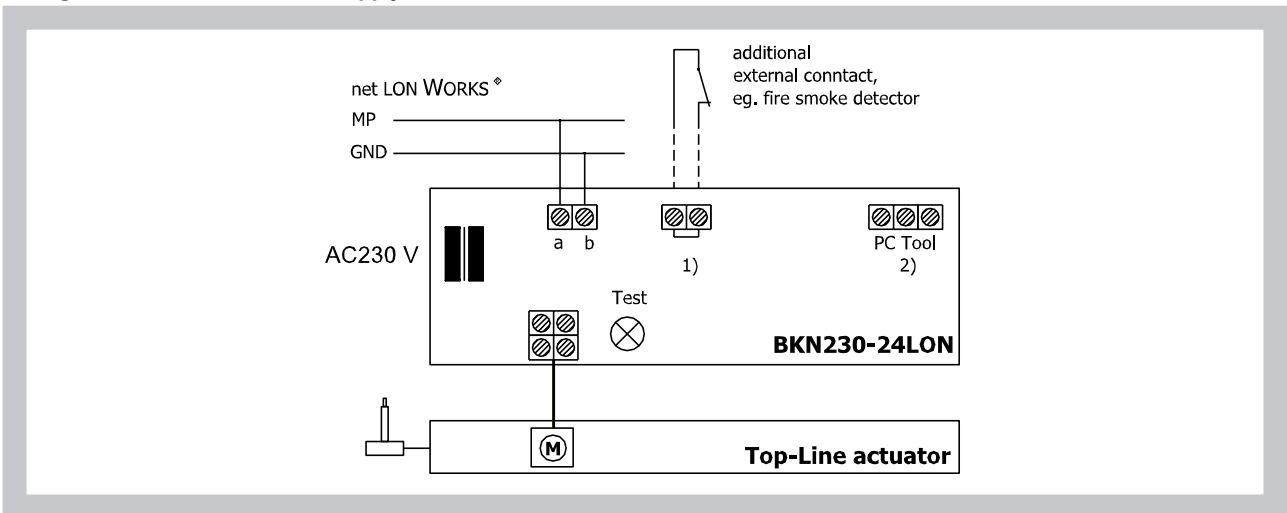 additional
external conntact,
eg. fire smoke detector
net LON WORKS
MP
GND
AC230 V
a b
1)
PC Tool
2)
Test
BKN230-24LON
M
Top-Line actuator